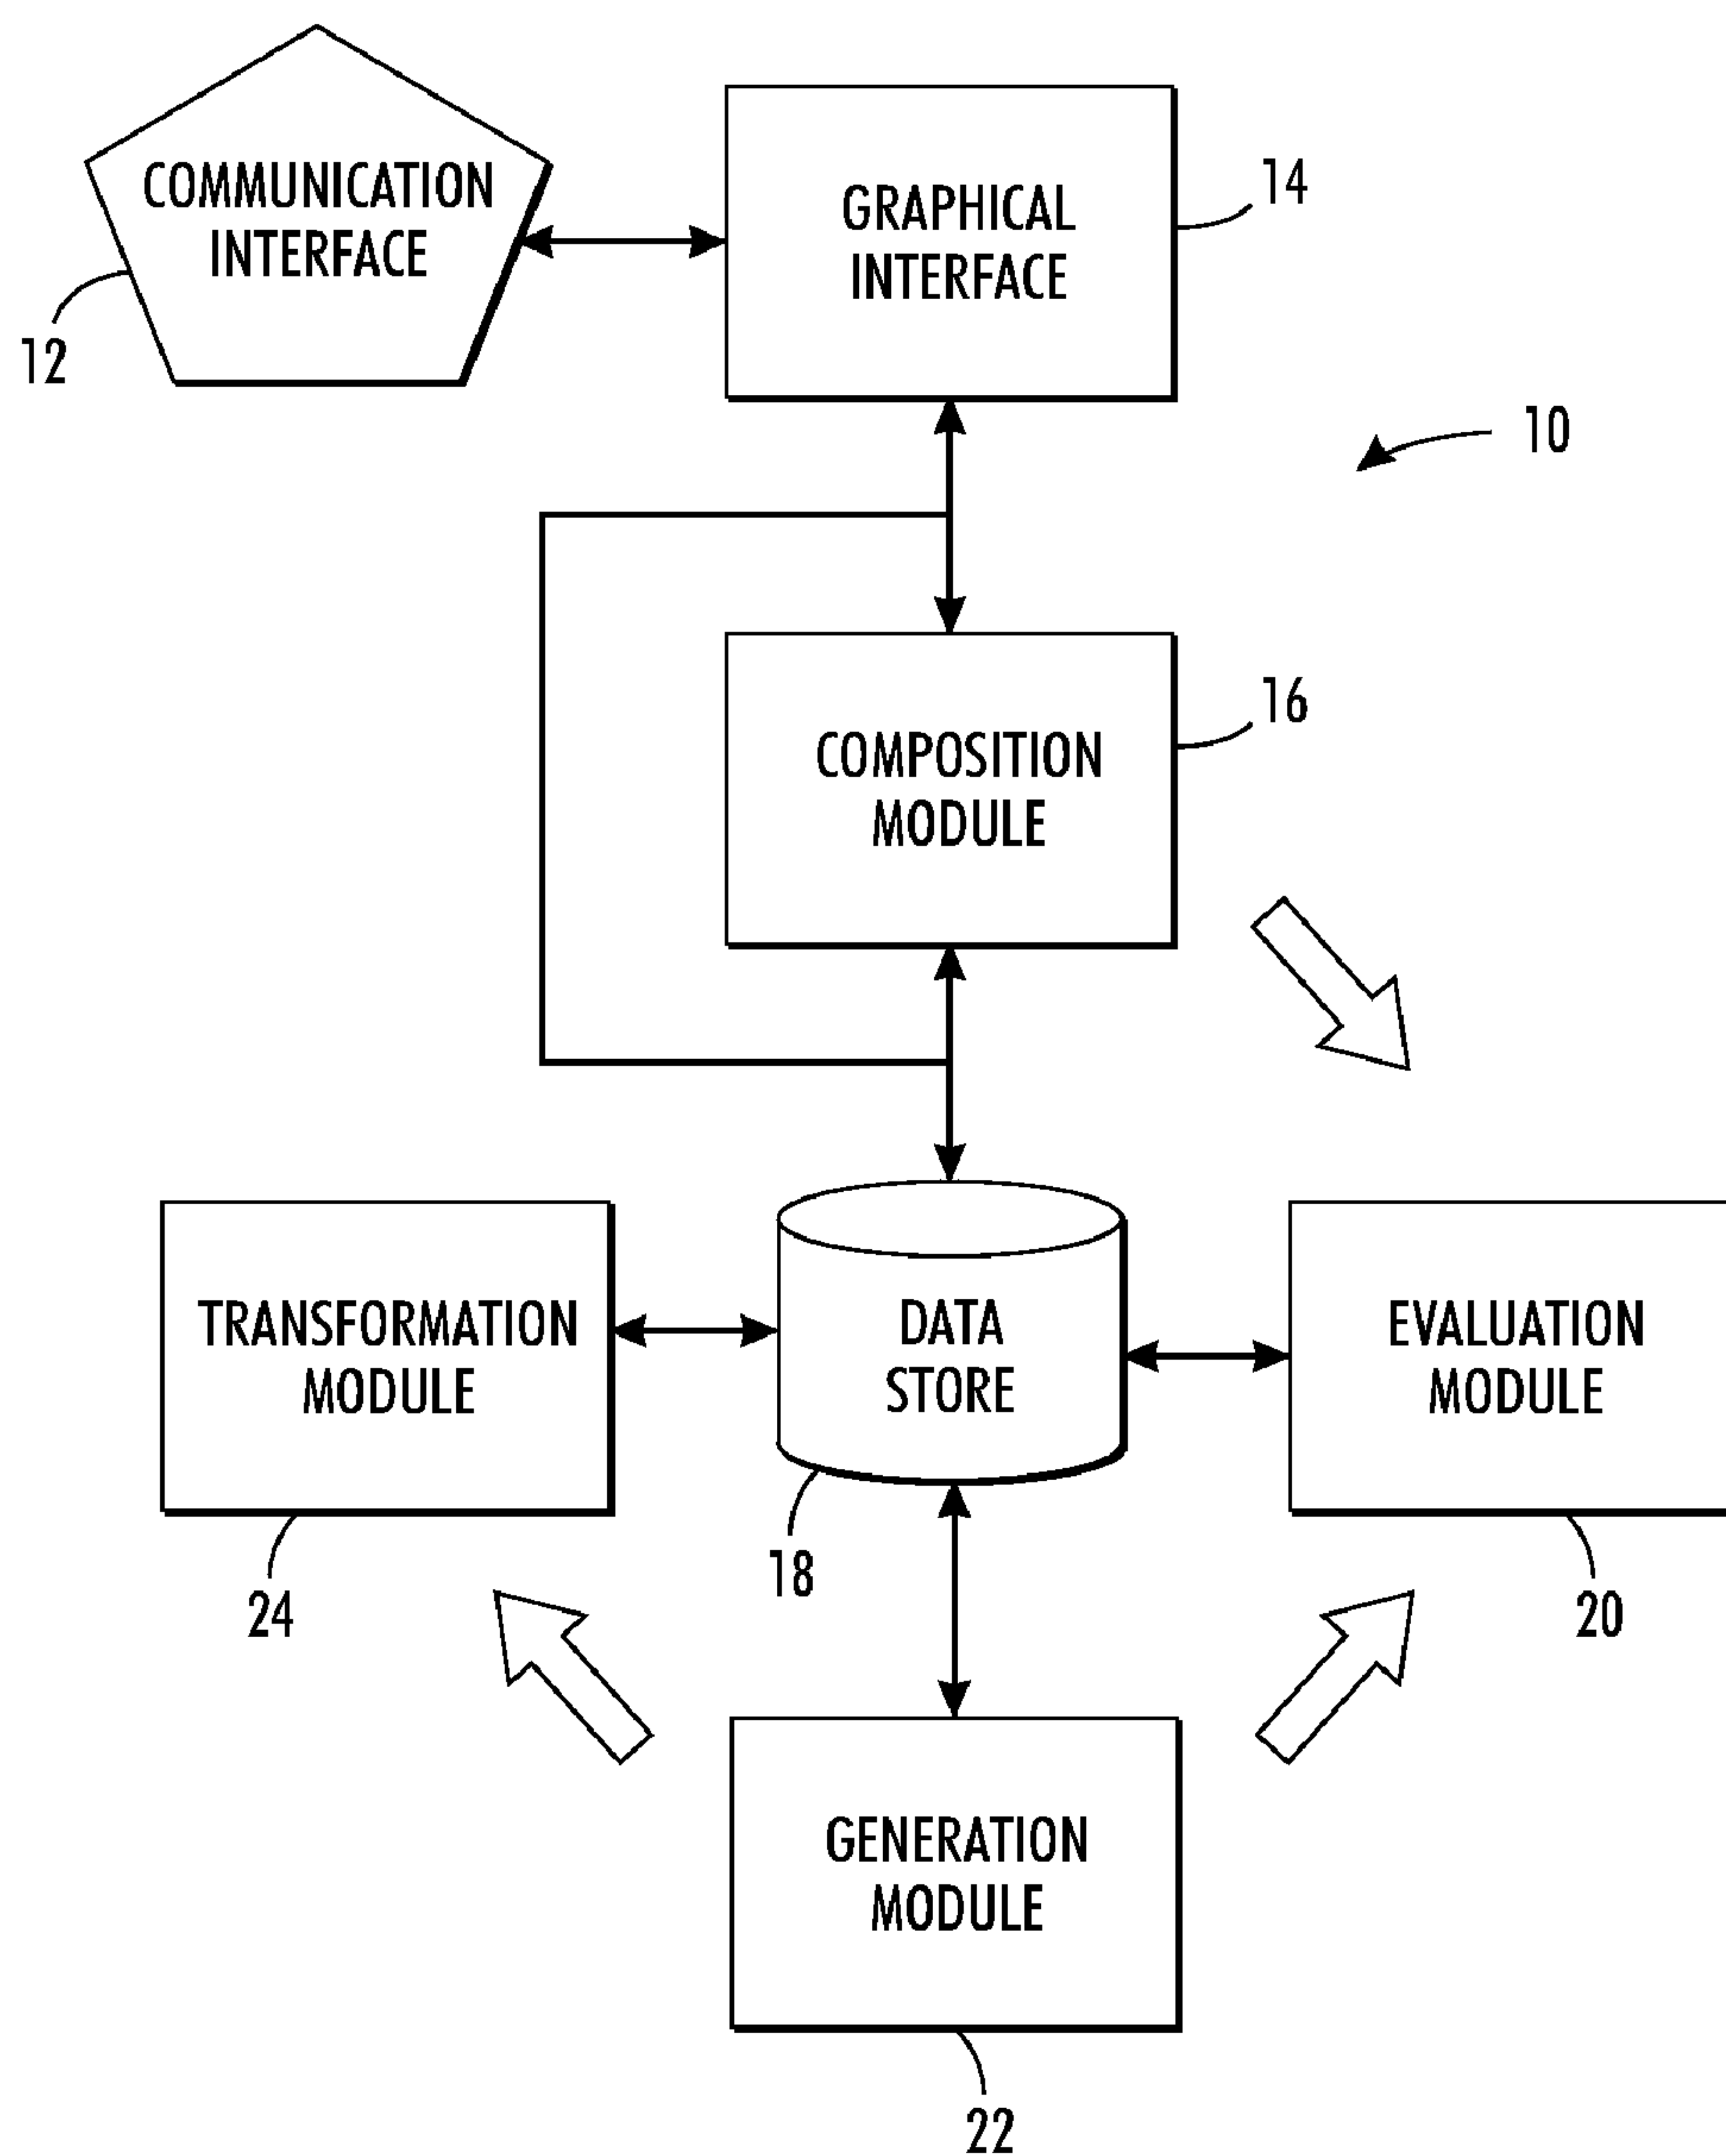 COMMUNICATION
INTERFACE
12
GRAPHICAL
INTERFACE
14
10
COMPOSITION
MODULE
16
TRANSFORMATION
MODULE
24
DATA
STORE
18
EVALUATION
MODULE
20
GENERATION
MODULE
22